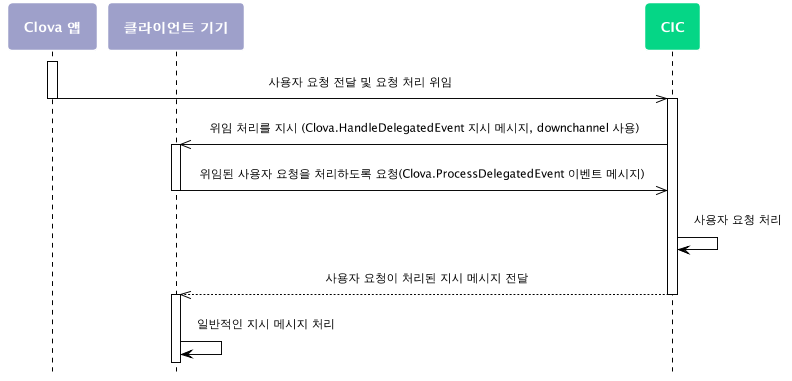 Clova 앱
클라이언트 기기
CIC
사용자 요청 전달 및 요청 처리 위임
위임 처리를 지시 (Clova.HandleDelegatedEvent 지시 메시지, downchannel 사용)
위임된 사용자 요청을 처리하도록 요청(Clova.ProcessDelegatedEvent 이벤트 메시지)
사용자 요청 처리
사용자 요청이 처리된 지시 메시지 전달
일반적인 지시 메시지 처리